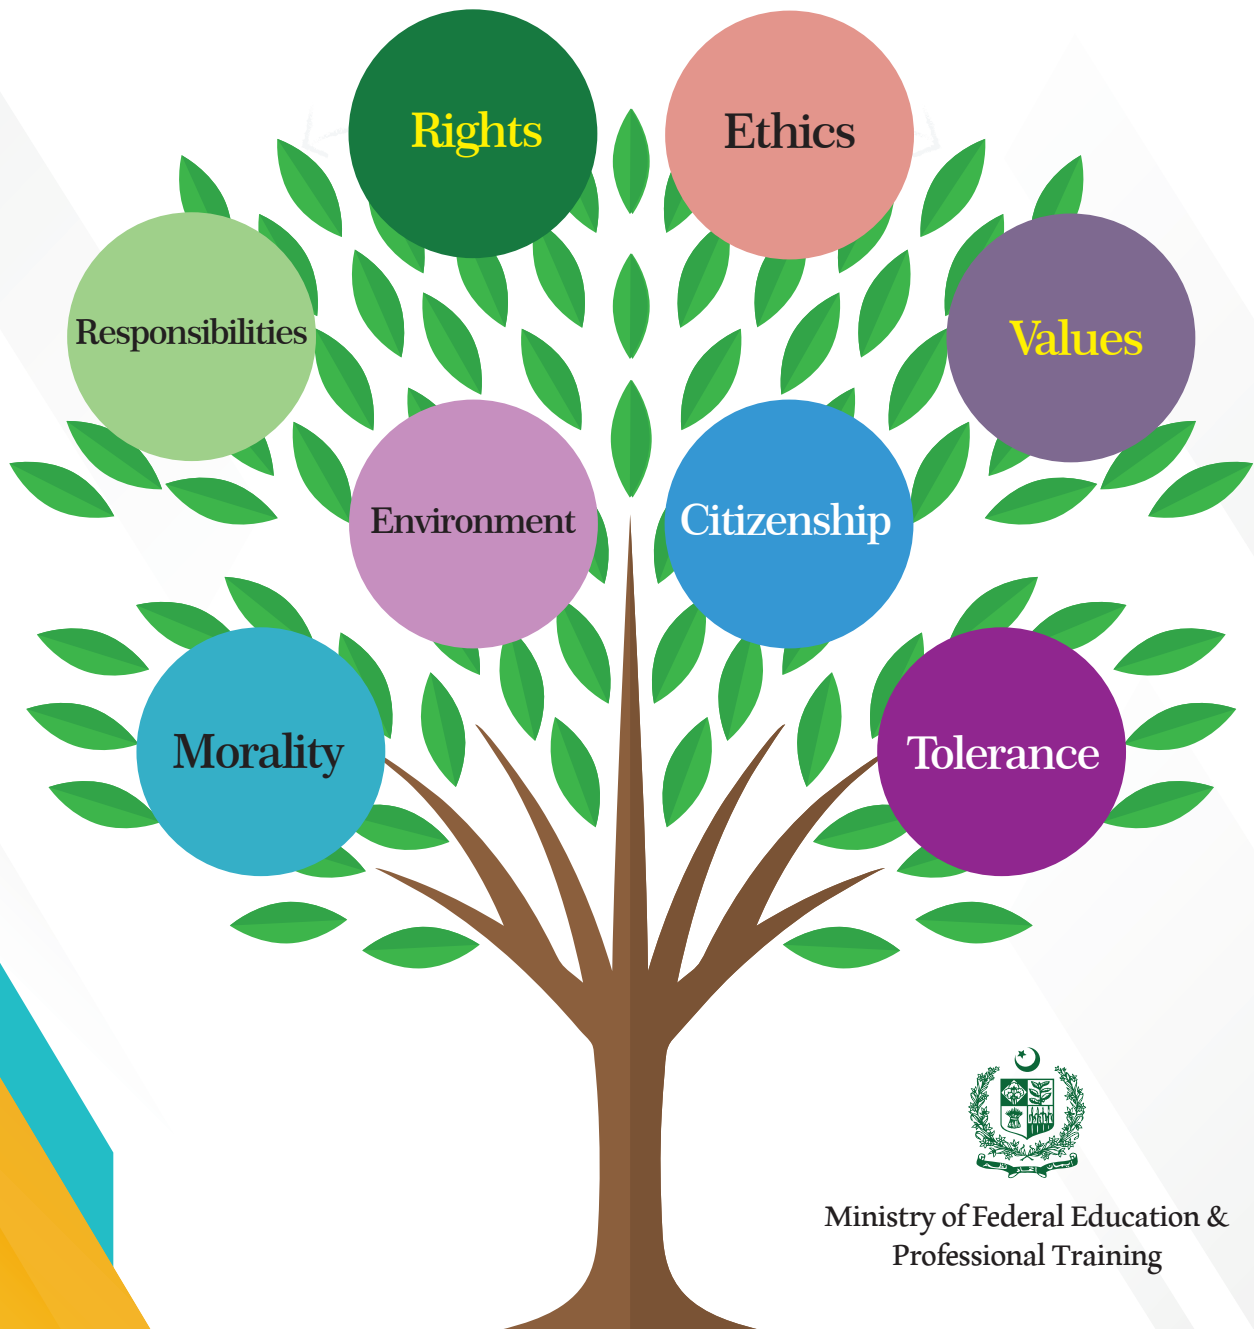 Rights
Ethics
Responsibilities
Values
Environment
Citizenship
Morality
Tolerance
Ministry of Federal Education &
Professional Training